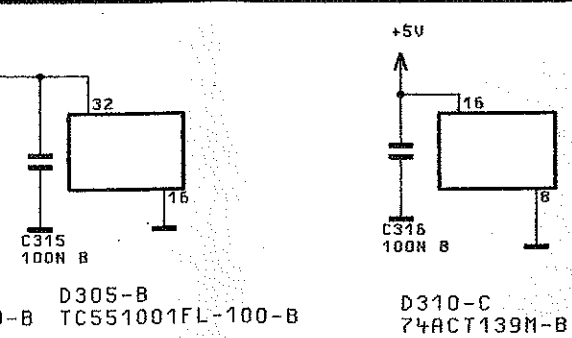 +5V
32
16
16
8
C315
100N B
C316
100N B
D305-B
-B TC551001FL-100-B
D310-C
74ACT139M-B